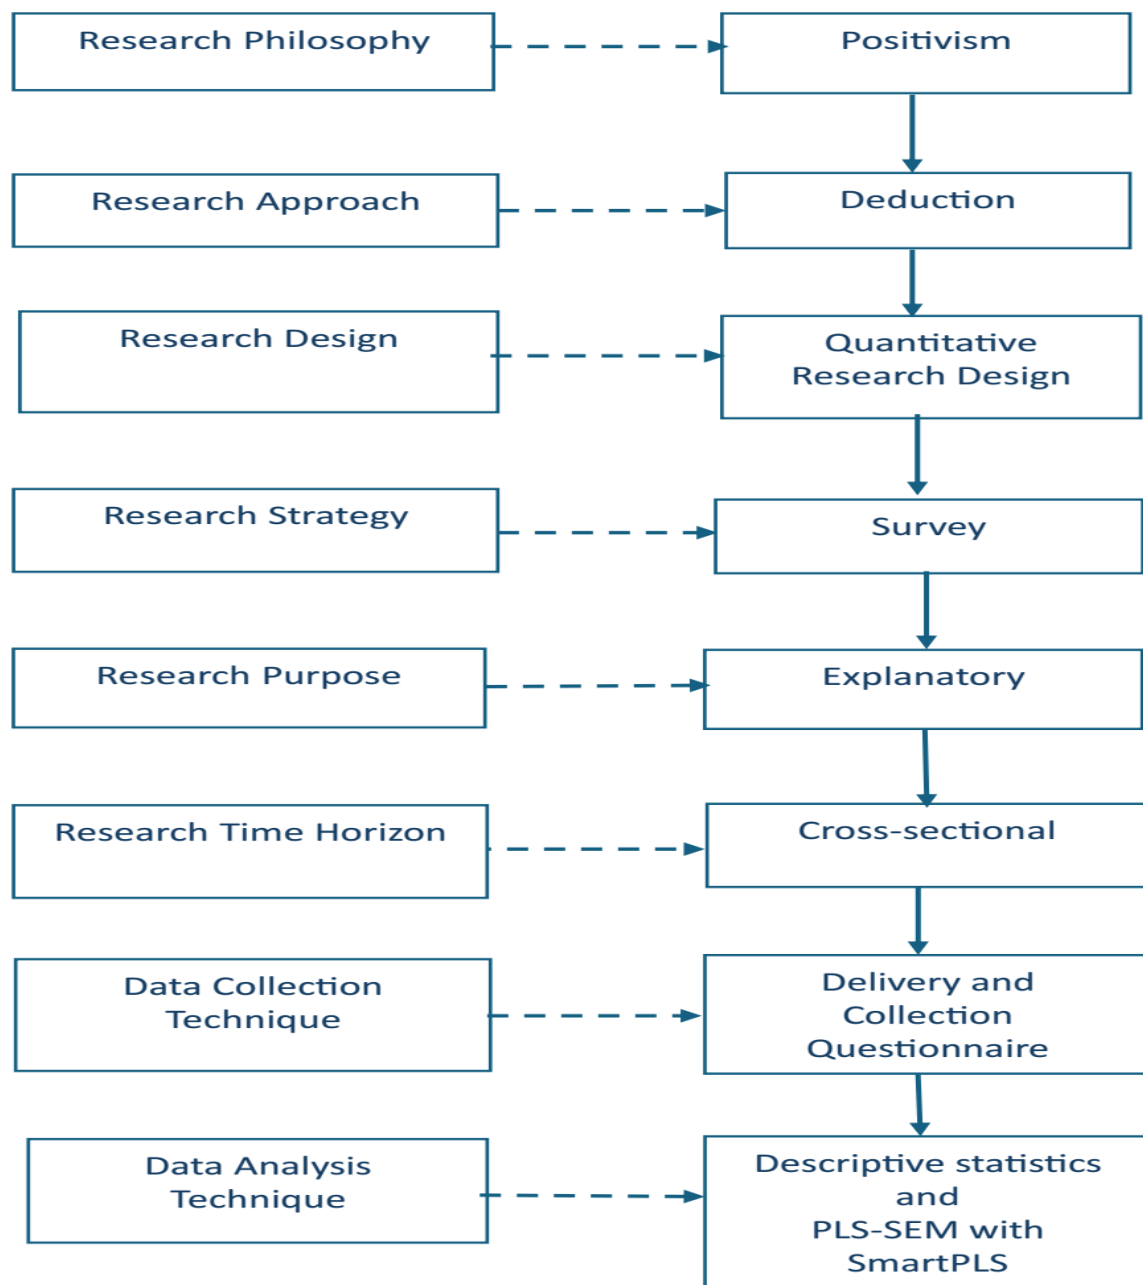 Research Philosophy
Positivism
Research Approach
Deduction
Research Design
Quantitative
Research Design
Research Strategy
Survey
Research Purpose
Explanatory
Research Time Horizon
Cross-sectional
Data Collection
Technique
Delivery and
Collection
Questionnaire
Data Analysis
Technique
Descriptive statistics
and
PLS-SEM with
SmartPLS